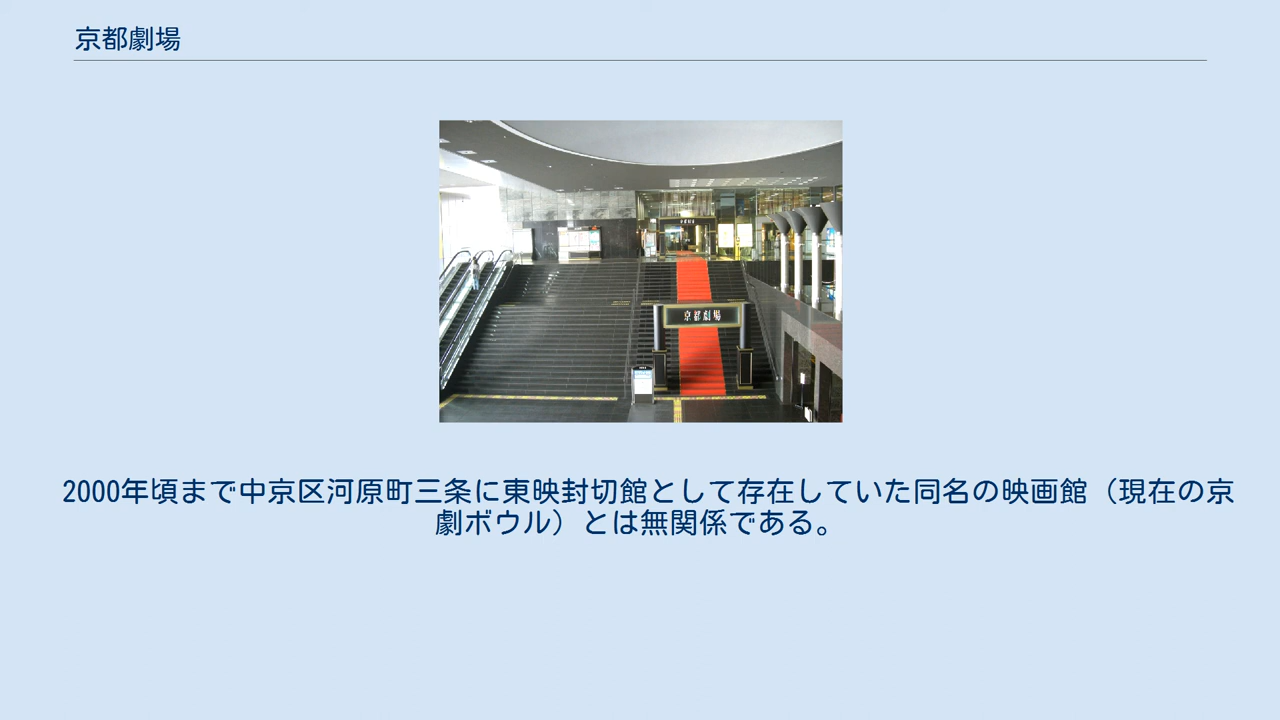 京都劇場
京都劇場
2000年頃まで中京区河原町三条に東映封切館として存在していた同名の映画館（現在の京
劇ボウル）とは無関係である。